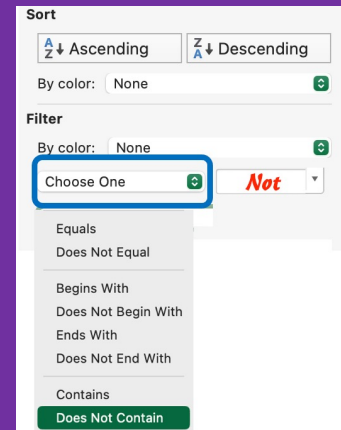 Sort
A Z ↓ Ascending Z A ↓ Descending
By color: None
Filter
By color: None
Choose One Not
Equals
Does Not Equal
Begins With
Does Not Begin With
Ends With
Does Not End With
Contains
Does Not Contain